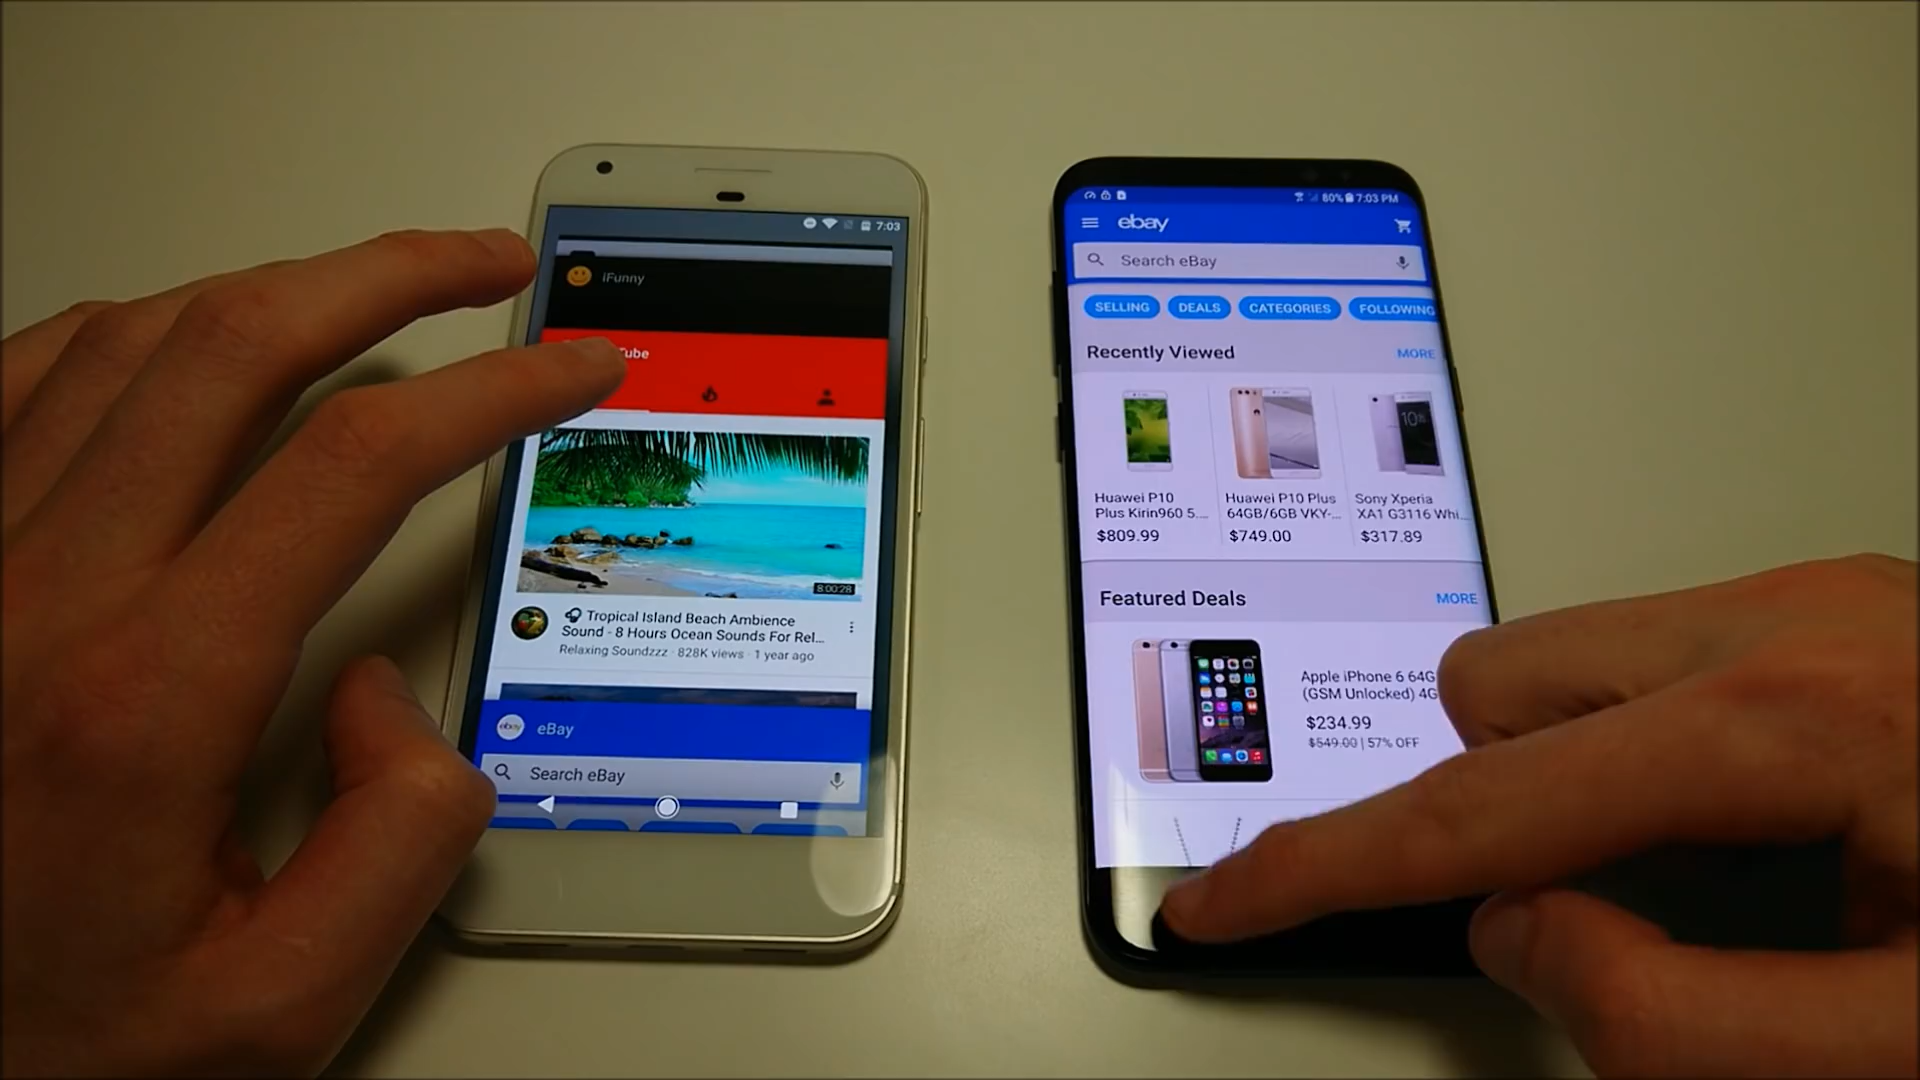 7:03
iFunny
Tube
8:00:28
Tropical Island Beach Ambience
Sound - 8 Hours Ocean Sounds For Rel...
Relaxing Soundzzz · 828K views · 1 year ago
ebay
eBay
Search eBay
80% 7:03 PM
ebay
Search eBay
SELLING
DEALS
CATEGORIES
FOLLOWING
Recently Viewed
MORE
Huawei P10
Plus Kirin960 5....
$809.99
Huawei P10 Plus
64GB/6GB VKY-...
$749.00
Sony Xperia
XA1 G3116 Whi...
$317.89
Featured Deals
MORE
Apple iPhone 6 64G
(GSM Unlocked) 4G
$234.99
$549.00 | 57% OFF